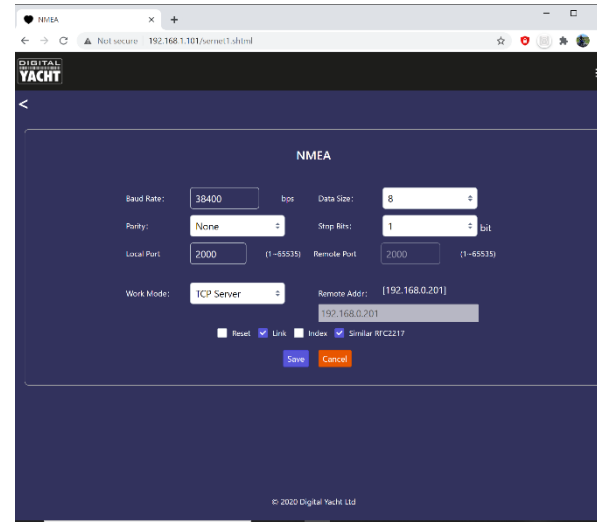 NMEA
Not secure 192.168.1.101/sernet1.shtml
DIGITAL
YACHT
<
NMEA
Baud Rate: 38400 bps Data Size: 8
Parity: None Stop Bits: 1 bit
Local Port 2000 (1~65535) Remote Port 2000 (1~65535)
Work Mode: TCP Server Remote Addr: [192.168.0.201]
192.168.0.201
Reset Link Index Similar RFC2217
Save Cancel
© 2020 Digital Yacht Ltd